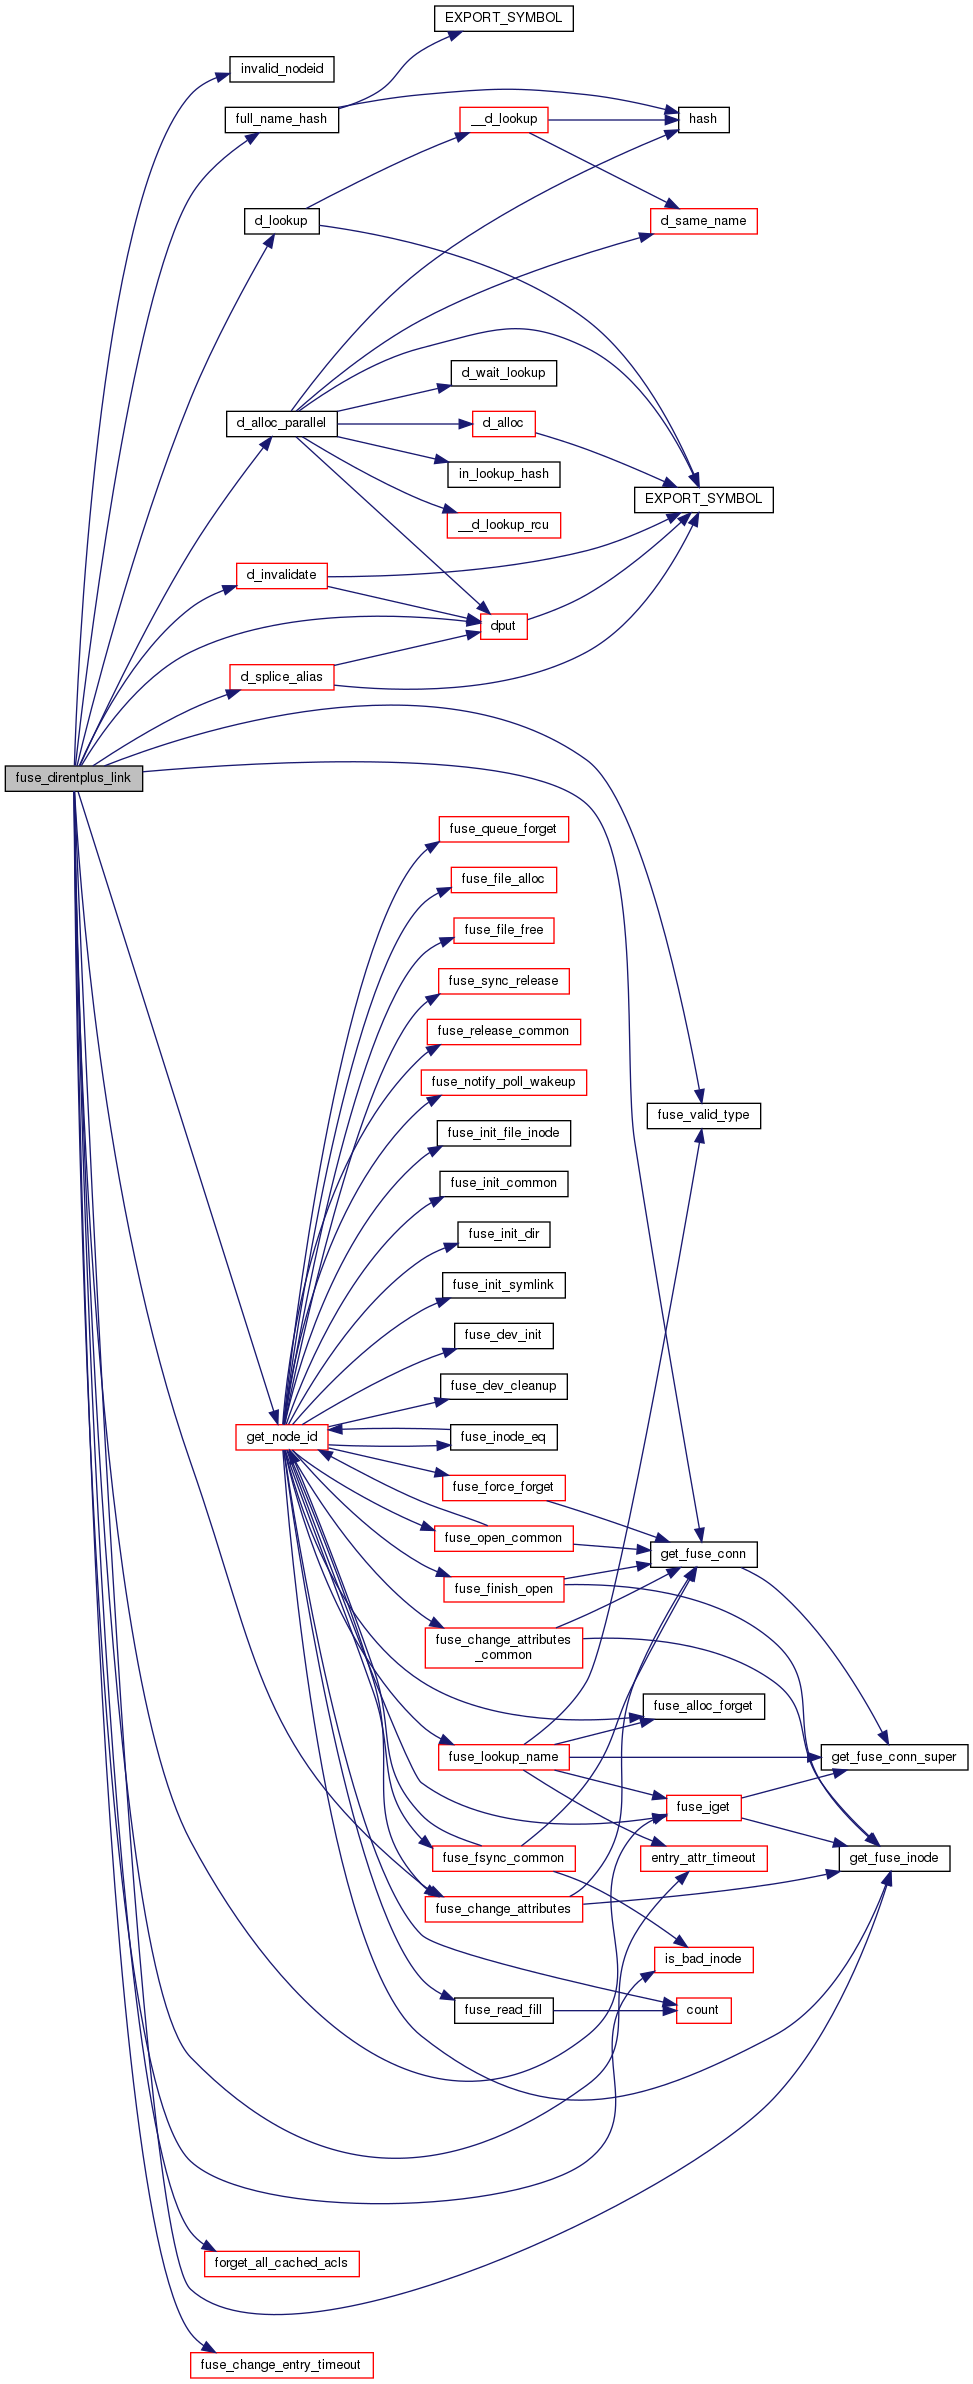 EXPORT_SYMBOL
invalid_nodeid
full_name_hash
__d_lookup
hash
d_lookup
d_same_name
d_wait_lookup
d_alloc_parallel
d_alloc
in_lookup_hash
EXPORT_SYMBOL
__d_lookup_rcu
d_invalidate
dput
d_splice_alias
fuse_direntplus_link
fuse_queue_forget
fuse_file_alloc
fuse_file_free
fuse_sync_release
fuse_release_common
fuse_notify_poll_wakeup
fuse_valid_type
fuse_init_file_inode
fuse_init_common
fuse_init_dir
fuse_init_symlink
fuse_dev_init
fuse_dev_cleanup
get_node_id
fuse_inode_eq
fuse_force_forget
fuse_open_common
get_fuse_conn
fuse_finish_open
fuse_change_attributes
_common
fuse_alloc_forget
fuse_lookup_name
get_fuse_conn_super
fuse_iget
fuse_fsync_common
entry_attr_timeout
get_fuse_inode
fuse_change_attributes
is_bad_inode
fuse_read_fill
count
forget_all_cached_acls
fuse_change_entry_timeout